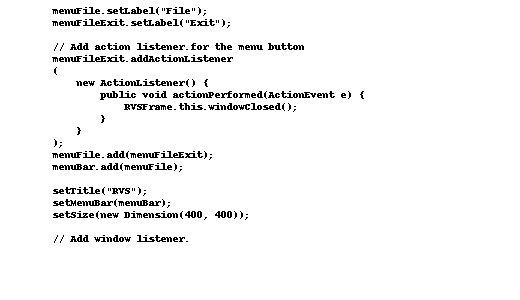 menuFile.setLabel("File");
menuFileExit.setLabel("Exit");
// Add action listener.for the menu button
menuFileExit.addActionListener
(
new ActionListener() {
public void actionPerformed(ActionEvent e) {
RVSFrame.this.windowClosed();
}
}
);
menuFile.add(menuFileExit);
menuBar.add(menuFile);
setTitle("RVS");
setMenuBar(menuBar);
setSize(new Dimension(400, 400));
// Add window listener.